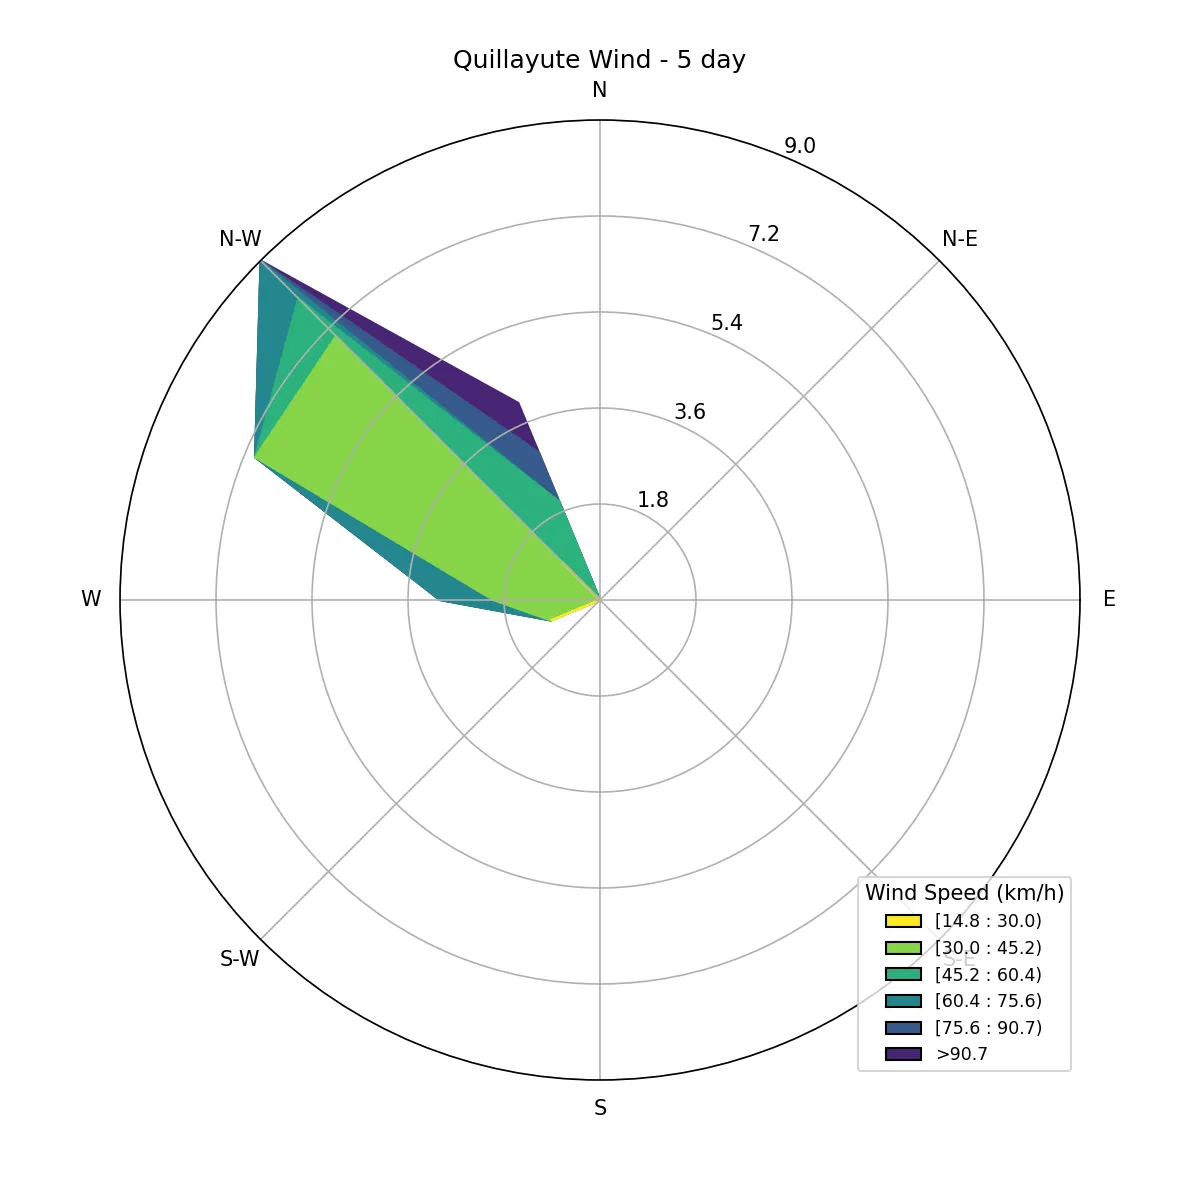 Quillayute Wind - 5 day
N
9.0
N-W
7.2
N-E
5.4
3.6
1.8
W
E
S-W
S-E
S
Wind Speed (km/h)
[14.8 : 30.0)
[30.0 : 45.2)
[45.2 : 60.4)
[60.4 : 75.6)
[75.6 : 90.7)
>90.7